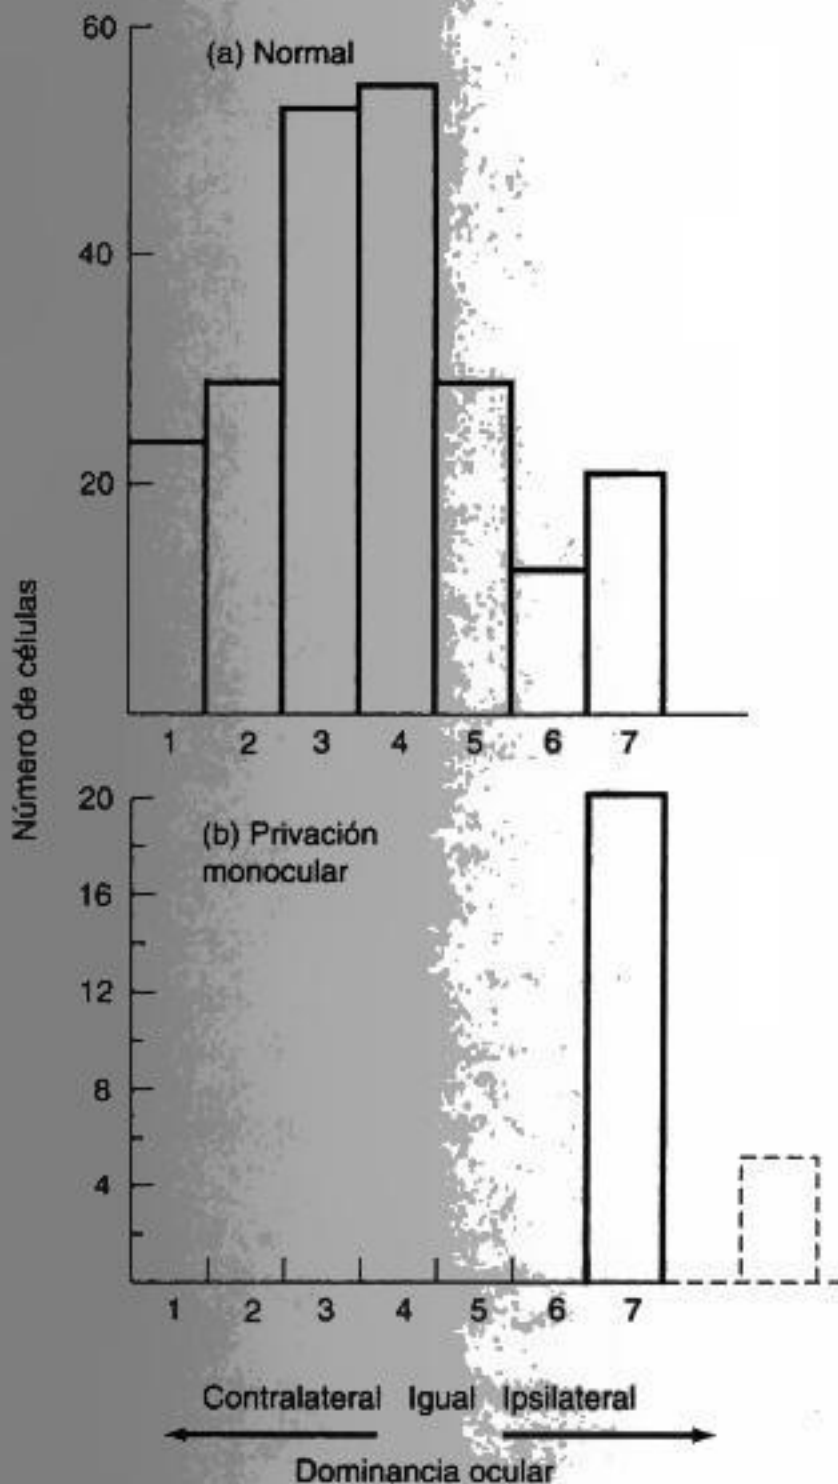 60
(a) Normal
40
20
Número de células
1 2 3 4 5 6 7
20
(b) Privación
monocular
16
12
8
4
1 2 3 4 5 6 7
Contralateral Igual Ipsilateral
Dominancia ocular